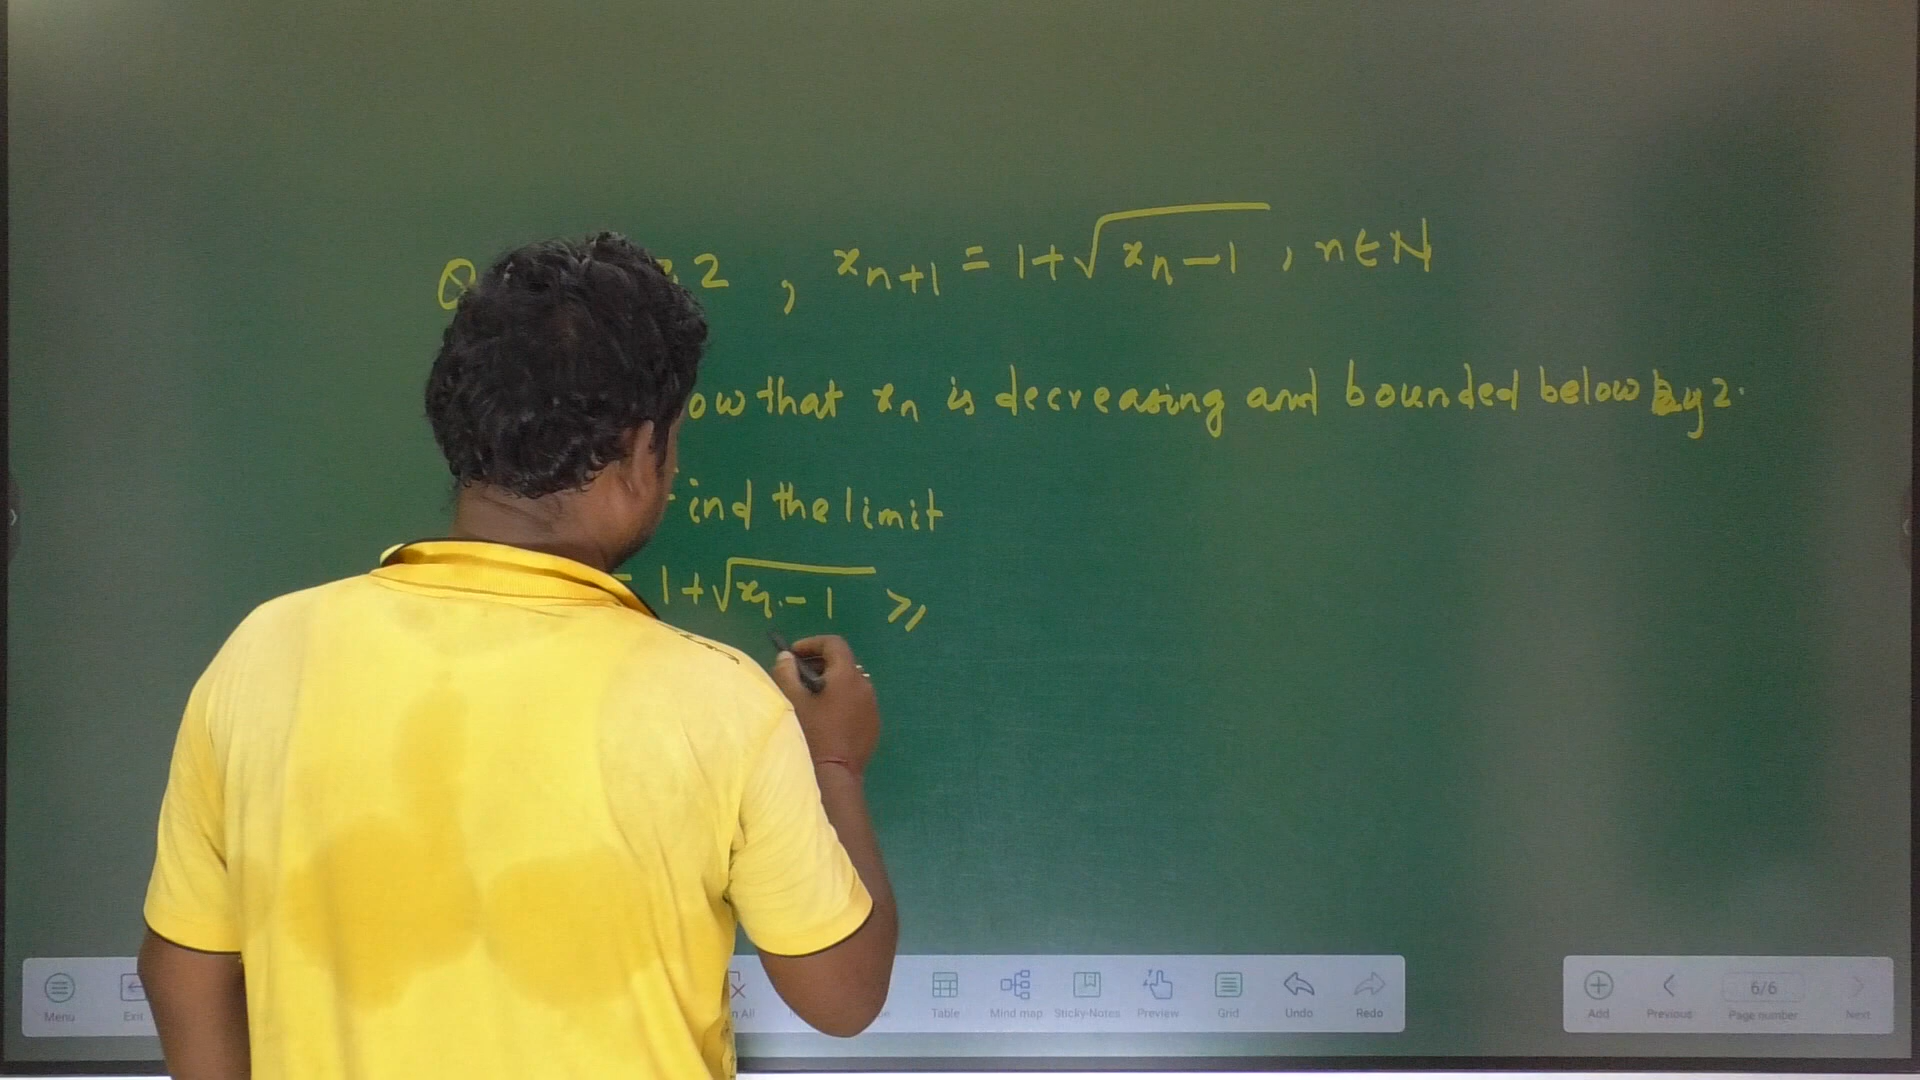 Q 2 , xₙ₊₁ = 1+√(xₙ−1) , n∈N
ow that xₙ is decreasing and bounded below by 2.
ind the limit
= 1+√(x₁−1) ≥
Menu
n All Table Mind map Sticky-Notes Preview Grid Undo Redo
Add Previous 6/6 Page number Next